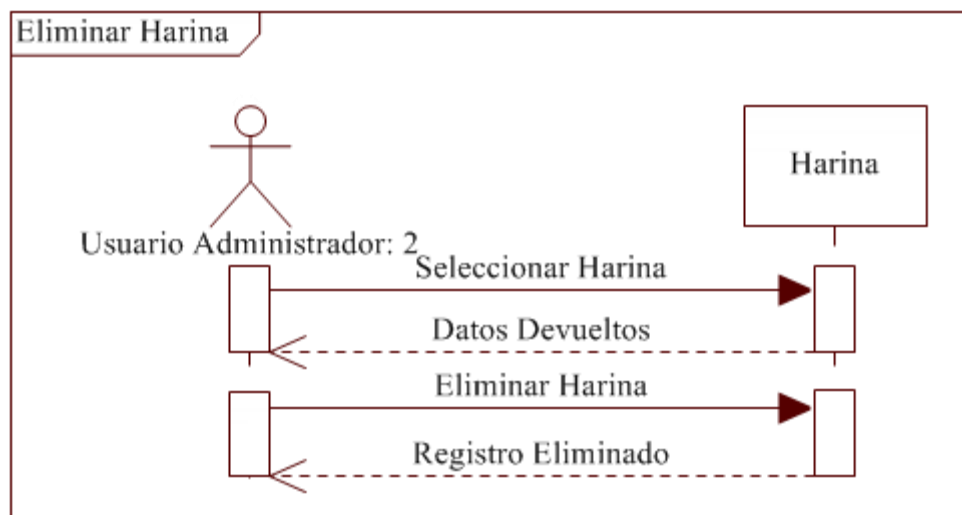 Eliminar Harina
Harina
Usuario Administrador: 2
Seleccionar Harina
Datos Devueltos
Eliminar Harina
Registro Eliminado